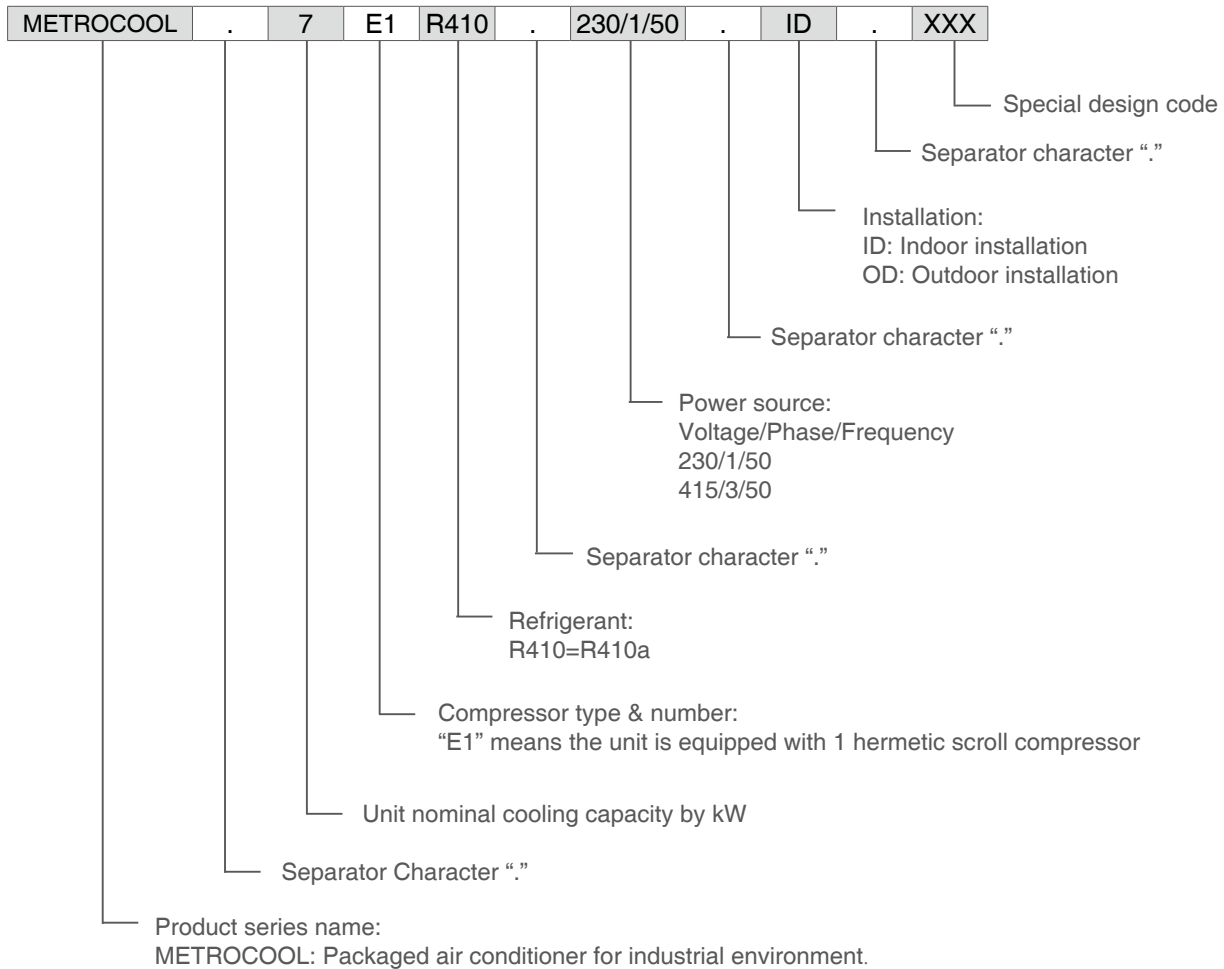 METROCOOL . 7 E1 R410 . 230/1/50 . ID . XXX
Special design code
Separator character “.”
Installation:
ID: Indoor installation
OD: Outdoor installation
Separator character “.”
Power source:
Voltage/Phase/Frequency
230/1/50
415/3/50
Separator character “.”
Refrigerant:
R410=R410a
Compressor type & number:
“E1” means the unit is equipped with 1 hermetic scroll compressor
Unit nominal cooling capacity by kW
Separator Character “.”
Product series name:
METROCOOL: Packaged air conditioner for industrial environment.